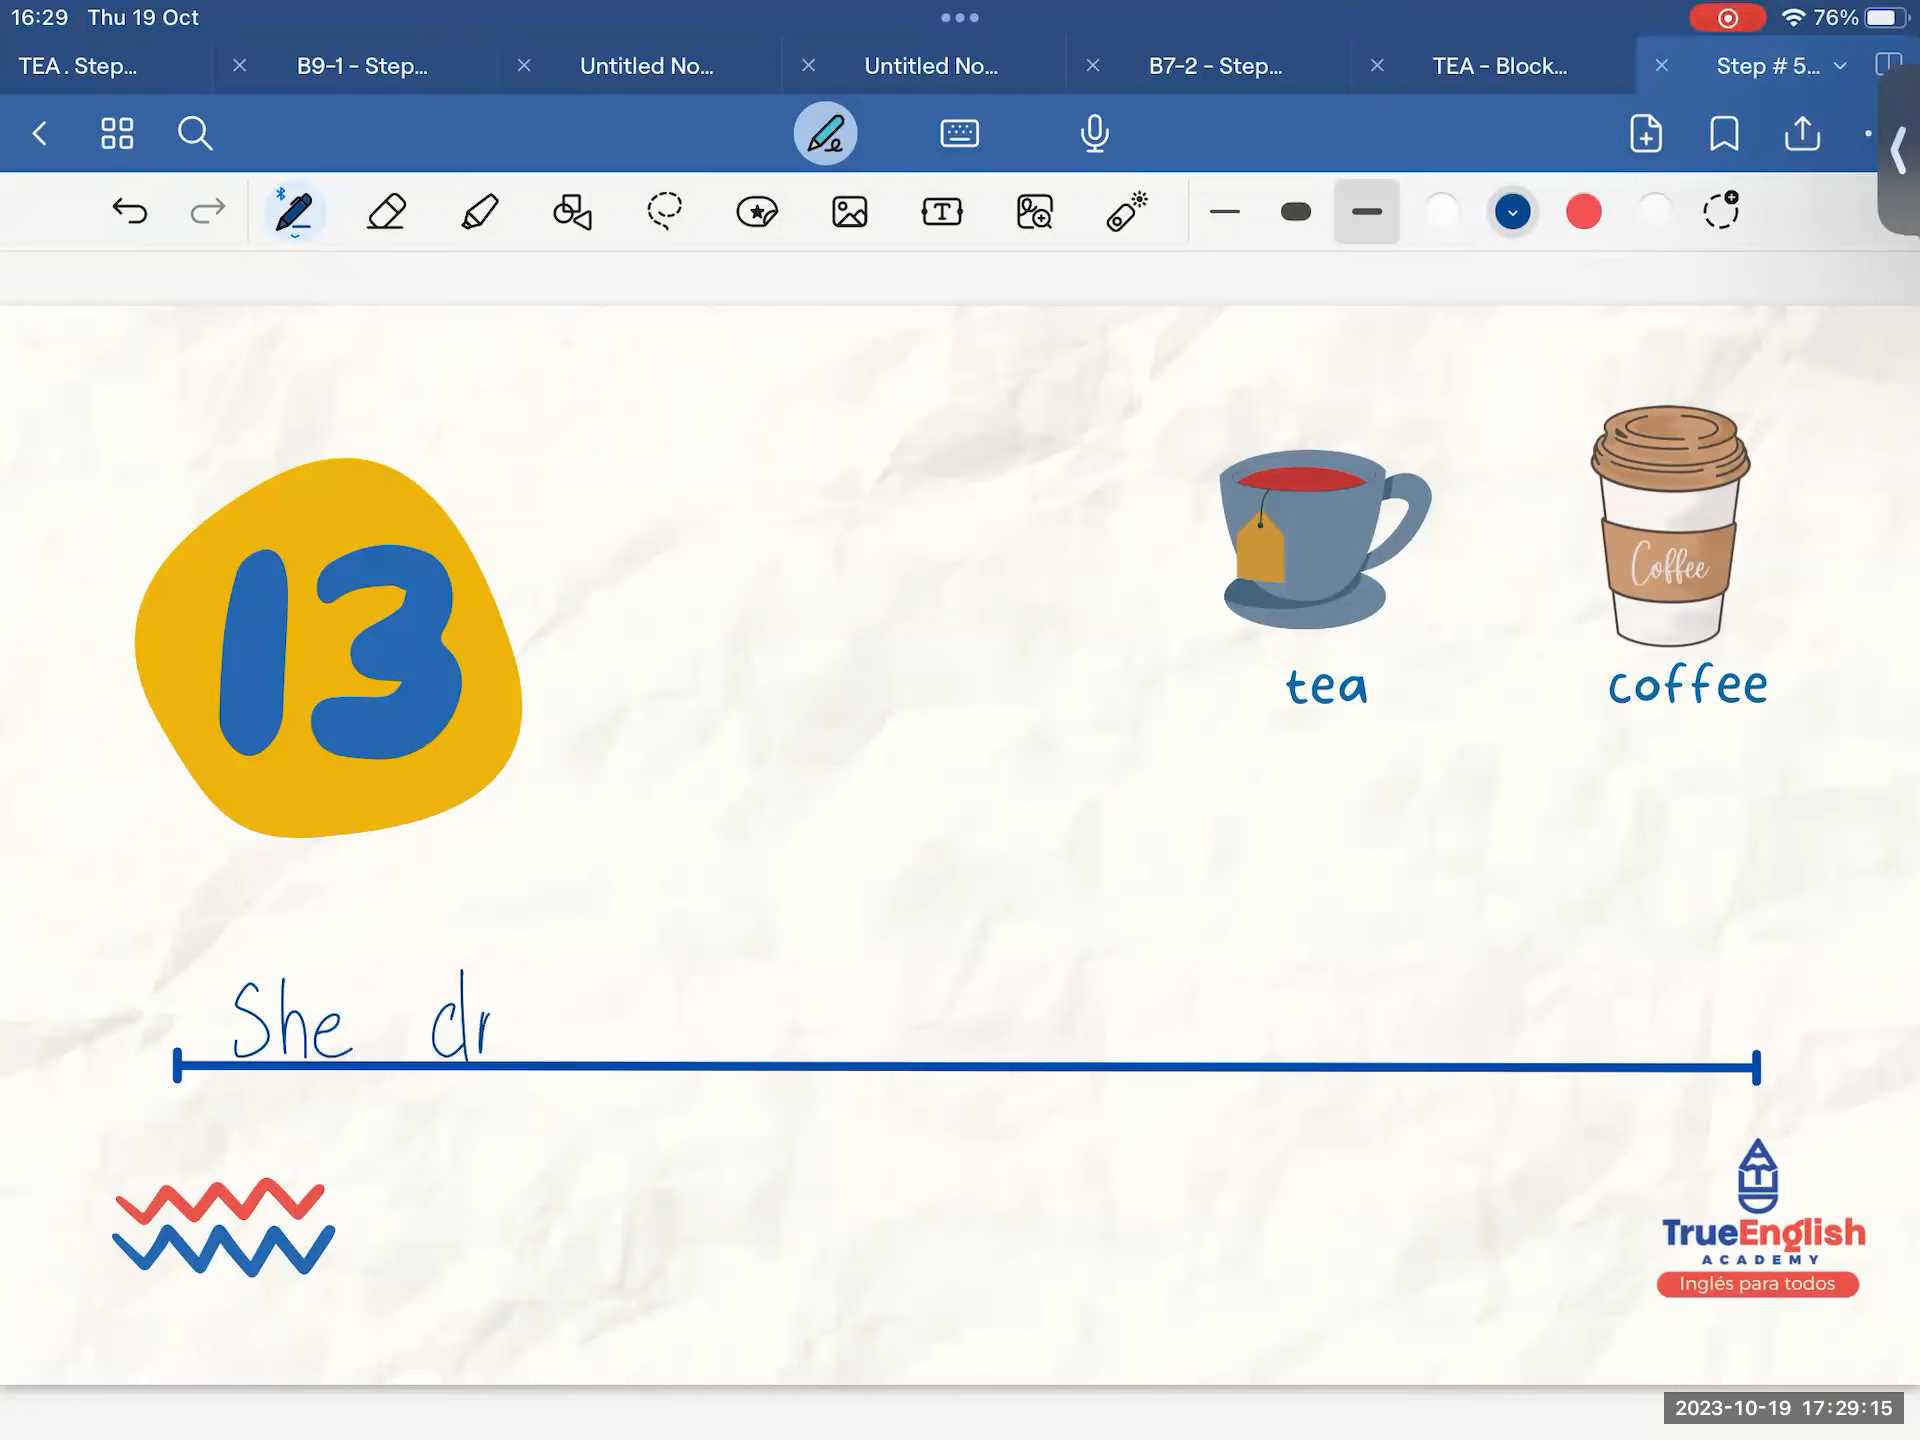 16:29 Thu 19 Oct
76%
TEA . Step...
B9-1 - Step...
Untitled No...
Untitled No...
B7-2 - Step...
TEA - Block...
Step # 5...
T
13
Coffee
tea
coffee
She dr
TrueEnglish
ACADEMY
Inglés para todos
2023-10-19 17:29:15